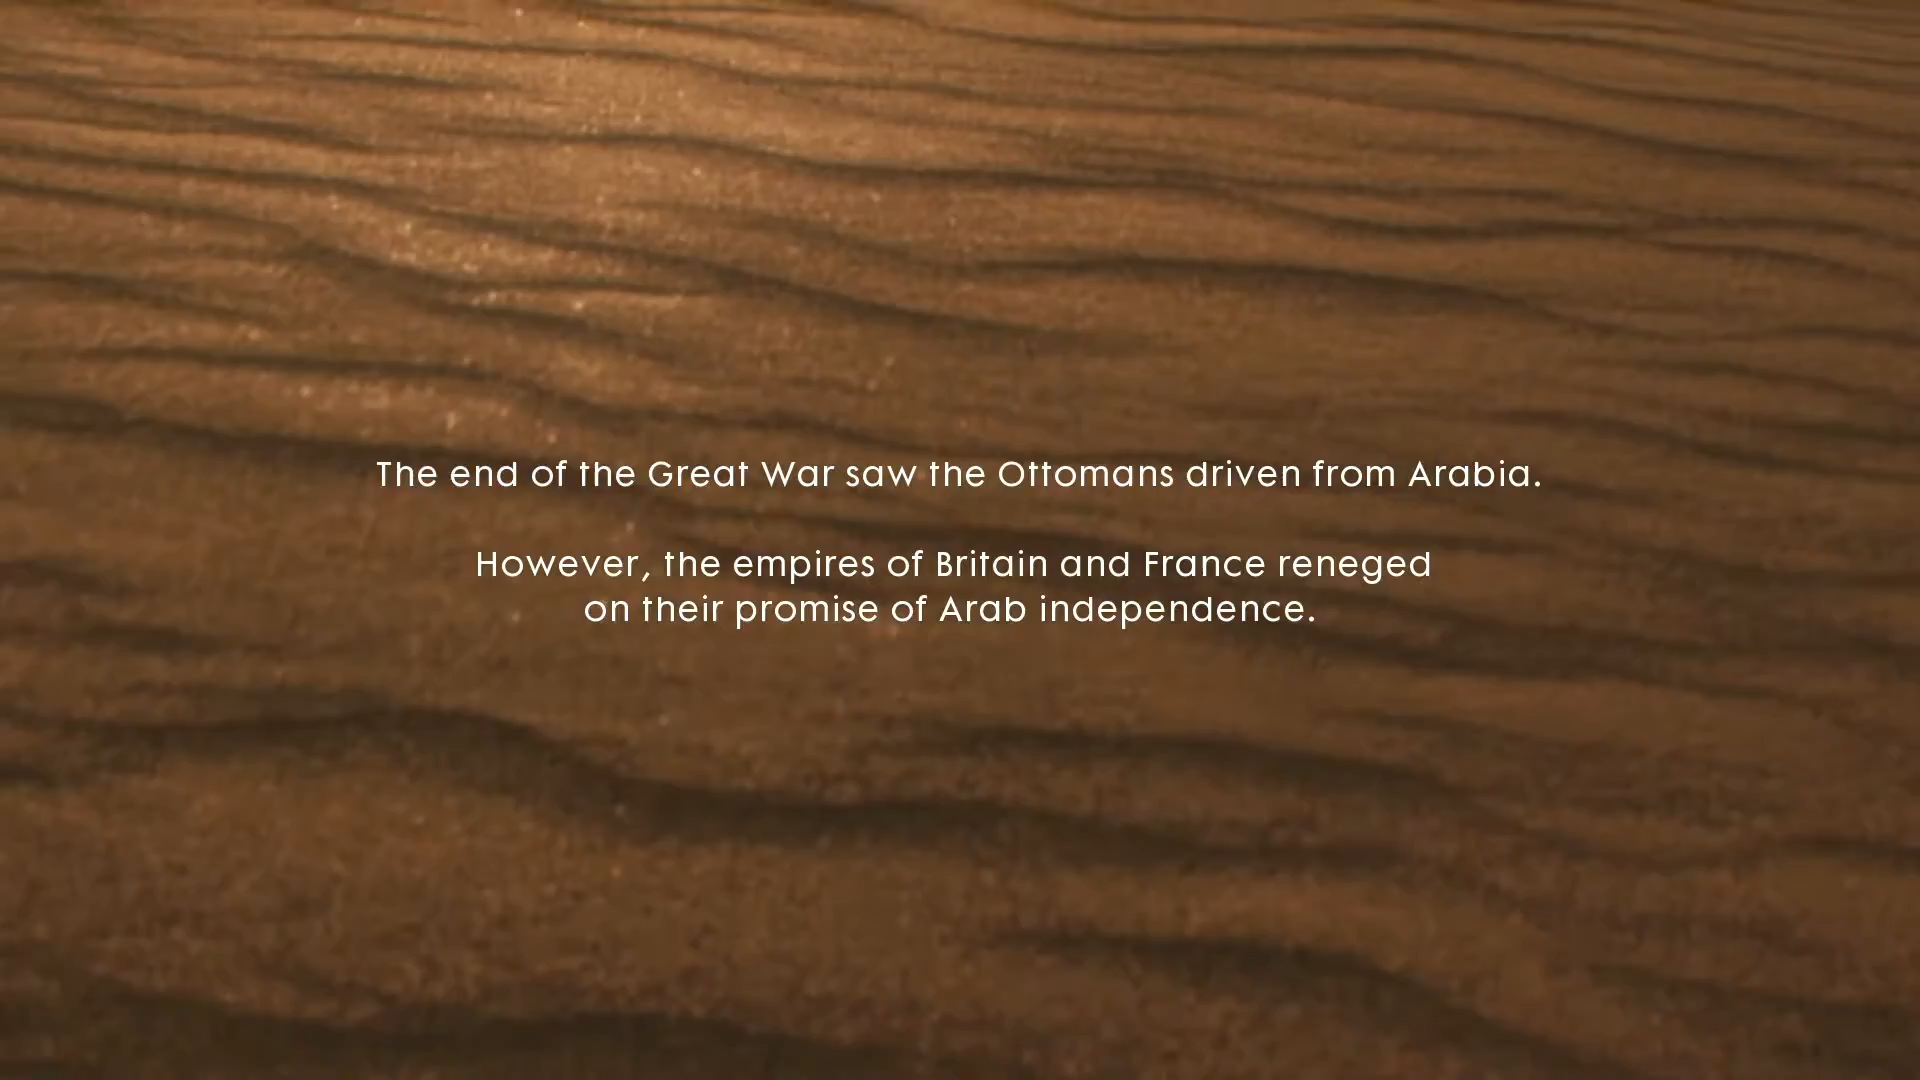 The end of the Great War saw the Ottomans driven from Arabia.
However, the empires of Britain and France reneged
on their promise of Arab independence.